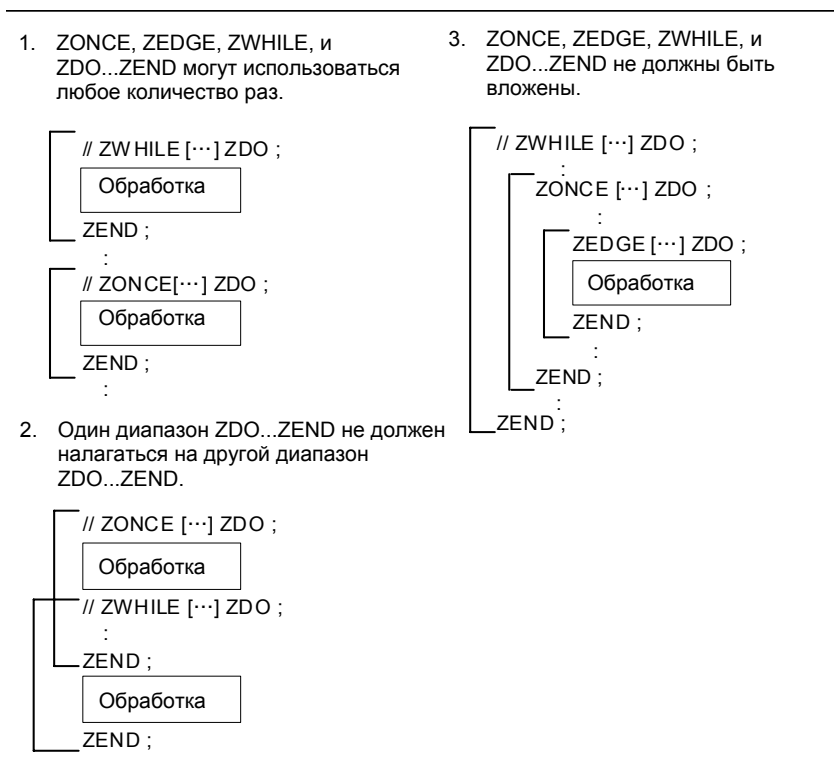 1. ZONCE, ZEDGE, ZWHILE, и
ZDO...ZEND могут использоваться
любое количество раз.
// ZWHILE [···] ZDO ;
Обработка
ZEND ;
:
// ZONCE[···] ZDO ;
Обработка
ZEND ;
:
2. Один диапазон ZDO...ZEND не должен
налагаться на другой диапазон
ZDO...ZEND.
// ZONCE [···] ZDO ;
Обработка
// ZWHILE [···] ZDO ;
:
ZEND ;
Обработка
ZEND ;
3. ZONCE, ZEDGE, ZWHILE, и
ZDO...ZEND не должны быть
вложены.
// ZWHILE [···] ZDO ;
:
ZONCE [···] ZDO ;
:
ZEDGE [···] ZDO ;
Обработка
ZEND ;
:
ZEND ;
:
ZEND ;